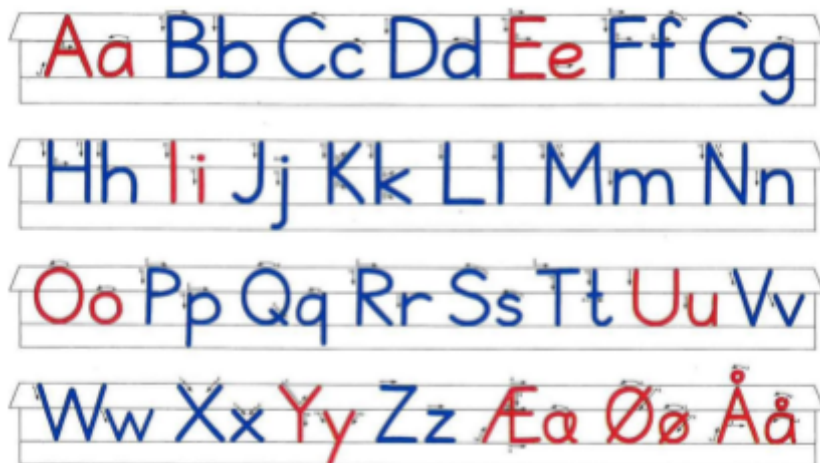 Aa Bb Cc Dd Ee Ff Gg
Hh Ii Jj Kk Ll Mm Nn
Oo Pp Qq Rr Ss Tt Uu Vv
Ww Xx Yy Zz Ææ Øø Åå